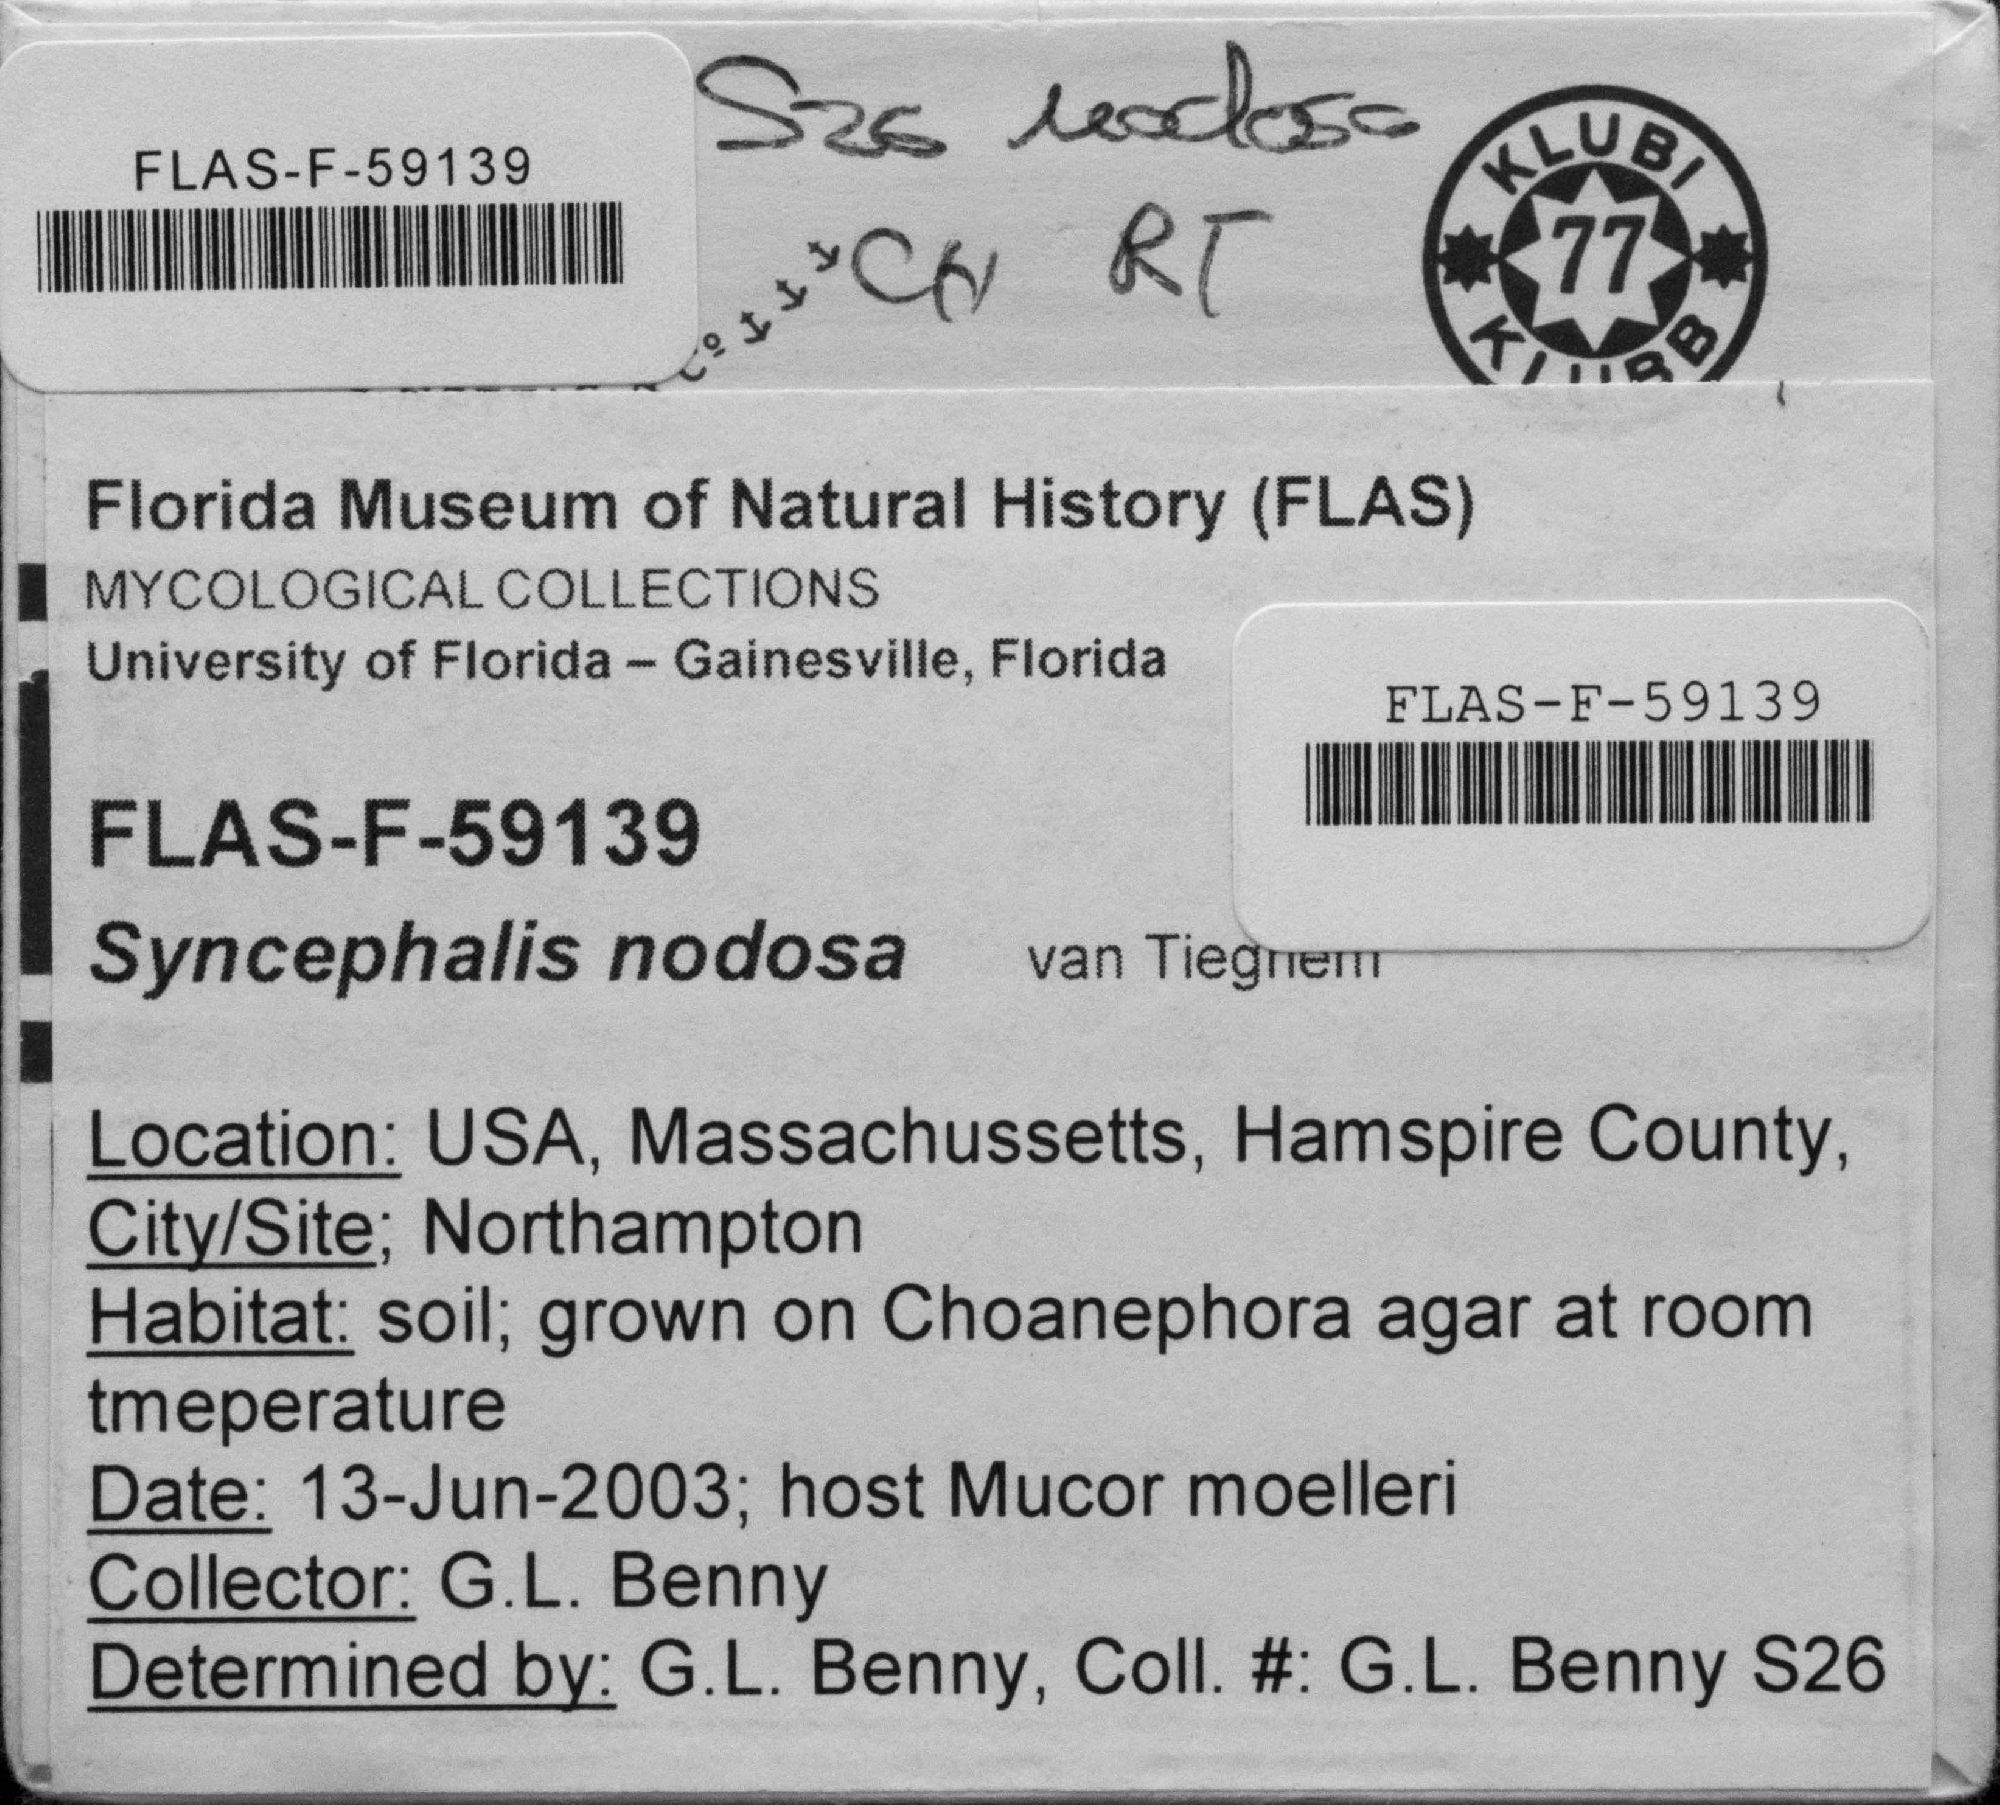 FLAS-F-59139
S26 nodosa
CH RT
KLUBI
77
KLUBB
Florida Museum of Natural History (FLAS)
MYCOLOGICAL COLLECTIONS
University of Florida – Gainesville, Florida
FLAS-F-59139
FLAS-F-59139
Syncephalis nodosa van Tieghem
Location: USA, Massachussetts, Hamspire County,
City/Site; Northampton
Habitat: soil; grown on Choanephora agar at room
tmeperature
Date: 13-Jun-2003; host Mucor moelleri
Collector: G.L. Benny
Determined by: G.L. Benny, Coll. #: G.L. Benny S26